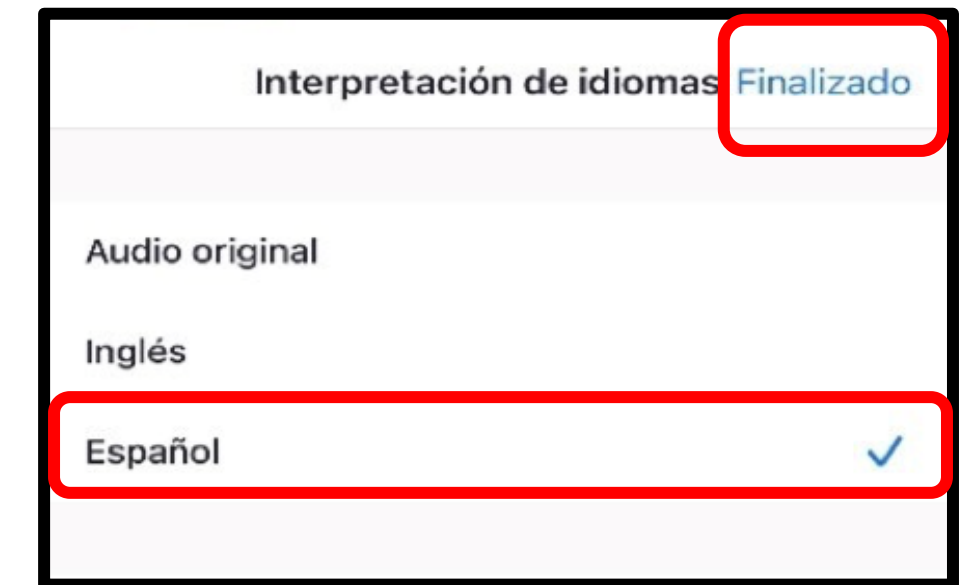 Interpretación de idiomas Finalizado
Audio original
Inglés
Español